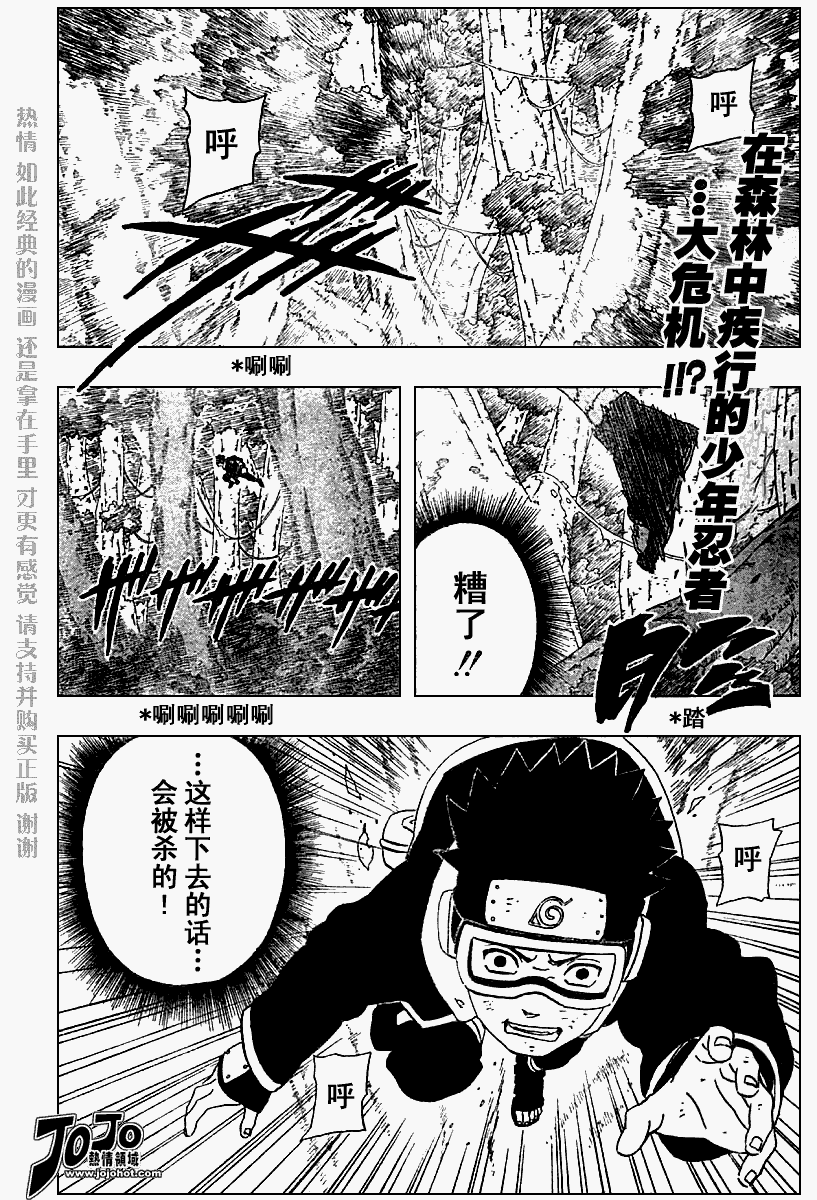 呼
在森林中疾行的少年忍者
…大危机!!?
呼
*唰唰
糟了!!
*踏
*唰唰唰唰唰
呼
…这样下去的话…
会被杀的！
呼
热情 如此经典的漫画 还是拿在手里 才更有感觉 请支持并购买正版 谢谢
JOJO
熱情領域
www.jojohot.com